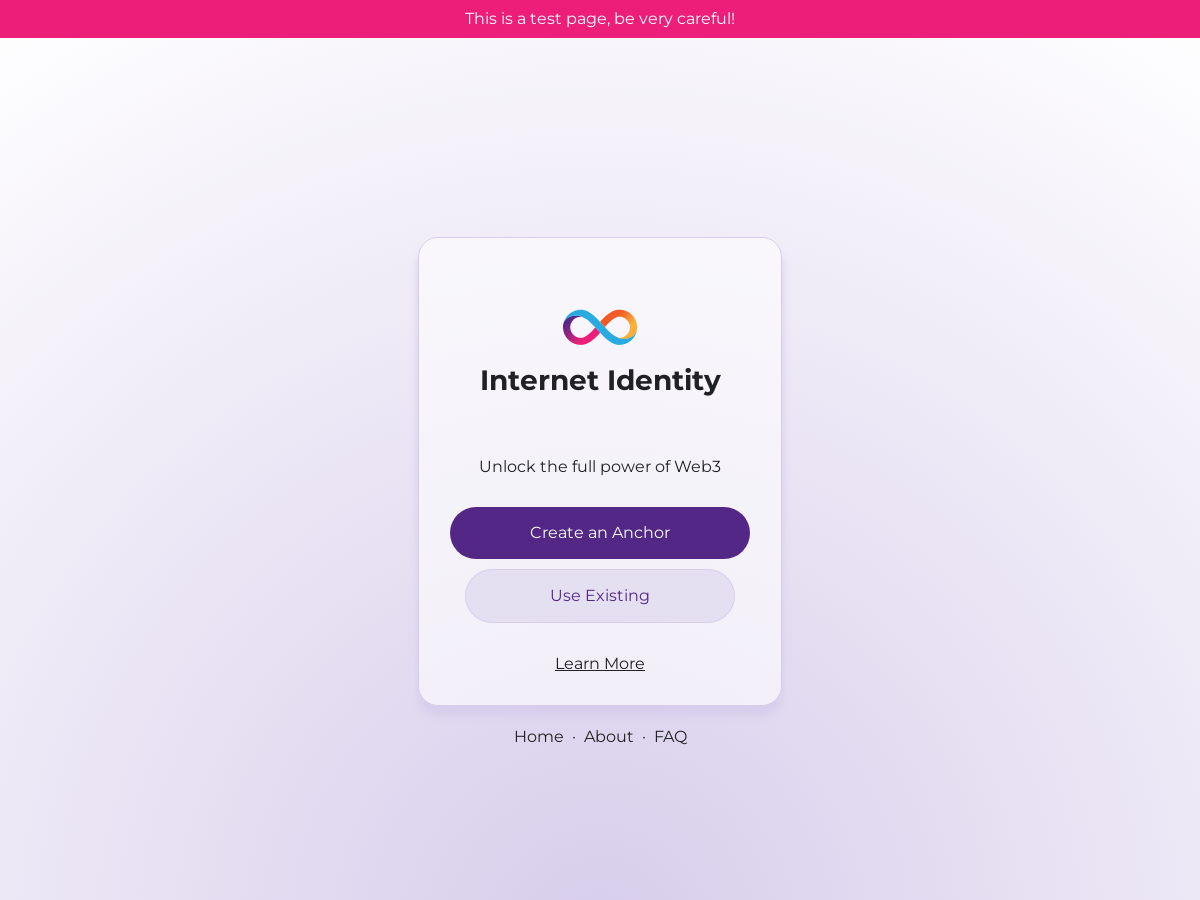 This is a test page, be very careful!
Internet Identity
Unlock the full power of Web3
Create an Anchor
Use Existing
Learn More
Home · About · FAQ